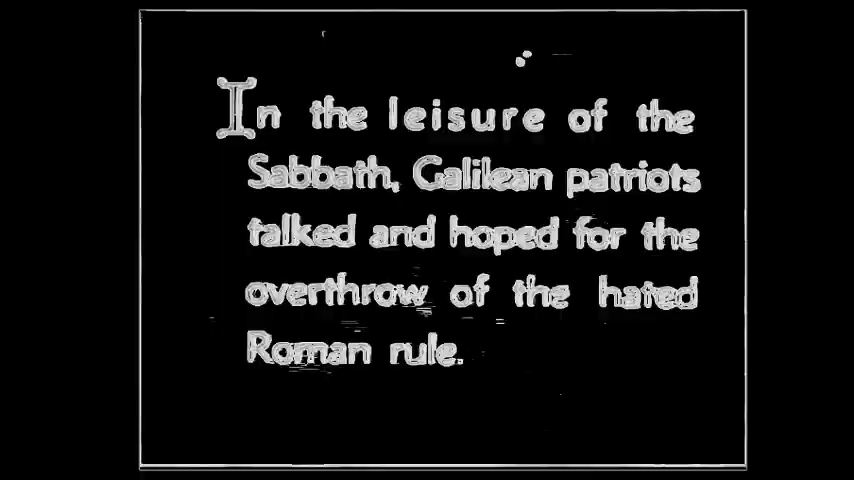 In the leisure of the
Sabbath, Galilean patriots
talked and hoped for the
overthrow of the hated
Roman rule.